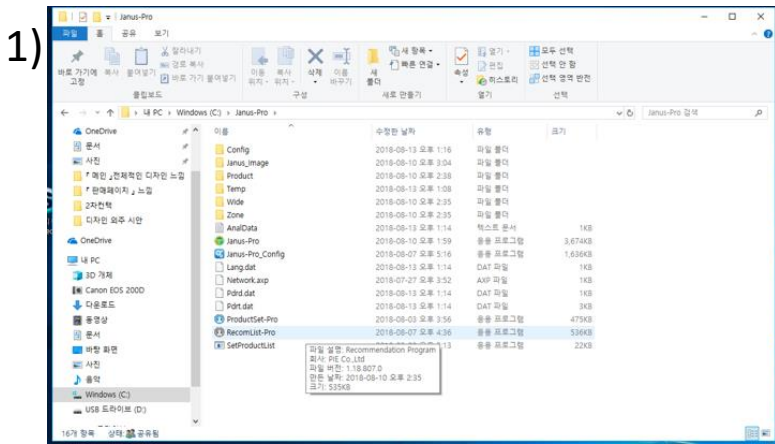 1)
Janus-Pro
파일 홈 공유 보기
바로 가기에 고정
복사
붙여넣기
잘라내기
경로 복사
바로 가기 붙여넣기
클립보드
이동 위치
복사 위치
삭제
이름 바꾸기
구성
새 폴더
새 항목
빠른 연결
새로 만들기
속성
열기
편집
히스토리
열기
모두 선택
선택 안 함
선택 영역 반전
선택
내 PC > Windows (C:) > Janus-Pro >
Janus-Pro 검색
OneDrive
문서
사진
『메인』전체적인 디자인 느낌
『판매페이지』느낌
2차컨택
디자인 외주 시안
OneDrive
내 PC
3D 개체
Canon EOS 200D
다운로드
동영상
문서
바탕 화면
사진
음악
Windows (C:)
USB 드라이브 (D:)
이름 수정한 날짜 유형 크기
Config 2018-08-13 오후 1:16 파일 폴더
Janus_Image 2018-08-10 오후 3:04 파일 폴더
Product 2018-08-10 오후 2:38 파일 폴더
Temp 2018-08-13 오후 1:08 파일 폴더
Wide 2018-08-10 오후 2:35 파일 폴더
Zone 2018-08-10 오후 2:35 파일 폴더
AnalData 2018-08-13 오후 1:14 텍스트 문서 1KB
Janus-Pro 2018-08-10 오후 1:59 응용 프로그램 3,674KB
Janus-Pro_Config 2018-08-07 오후 5:16 응용 프로그램 1,636KB
Lang.dat 2018-08-13 오후 1:14 DAT 파일 1KB
Network.axp 2018-07-27 오후 3:52 AXP 파일 1KB
Pdrd.dat 2018-08-13 오후 1:14 DAT 파일 1KB
Pdrt.dat 2018-08-13 오후 1:14 DAT 파일 3KB
ProductSet-Pro 2018-08-03 오후 3:56 응용 프로그램 475KB
RecomList-Pro 2018-08-07 오후 4:36 응용 프로그램 536KB
SetProductList :13 응용 프로그램 22KB
파일 설명: Recommendation Program
회사: PIE Co.,Ltd
파일 버전: 1.18.807.0
만든 날짜: 2018-08-10 오후 2:35
크기: 535KB
16개 항목 상태: 공유됨